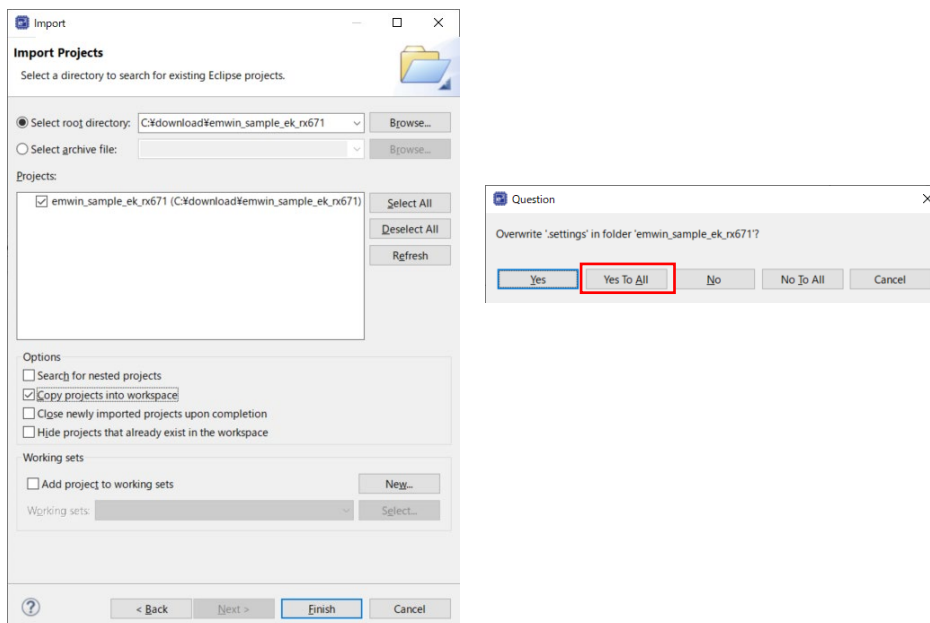 Import
Import Projects
Select a directory to search for existing Eclipse projects.
Select root directory: C:¥download¥emwin_sample_ek_rx671 Browse...
Select archive file: Browse...
Projects:
emwin_sample_ek_rx671 (C:¥download¥emwin_sample_ek_rx671)
Select All
Deselect All
Refresh
Options
Search for nested projects
Copy projects into workspace
Close newly imported projects upon completion
Hide projects that already exist in the workspace
Working sets
Add project to working sets New...
Working sets: Select...
? < Back Next > Finish Cancel
Question
Overwrite '.settings' in folder 'emwin_sample_ek_rx671'?
Yes Yes To All No No To All Cancel